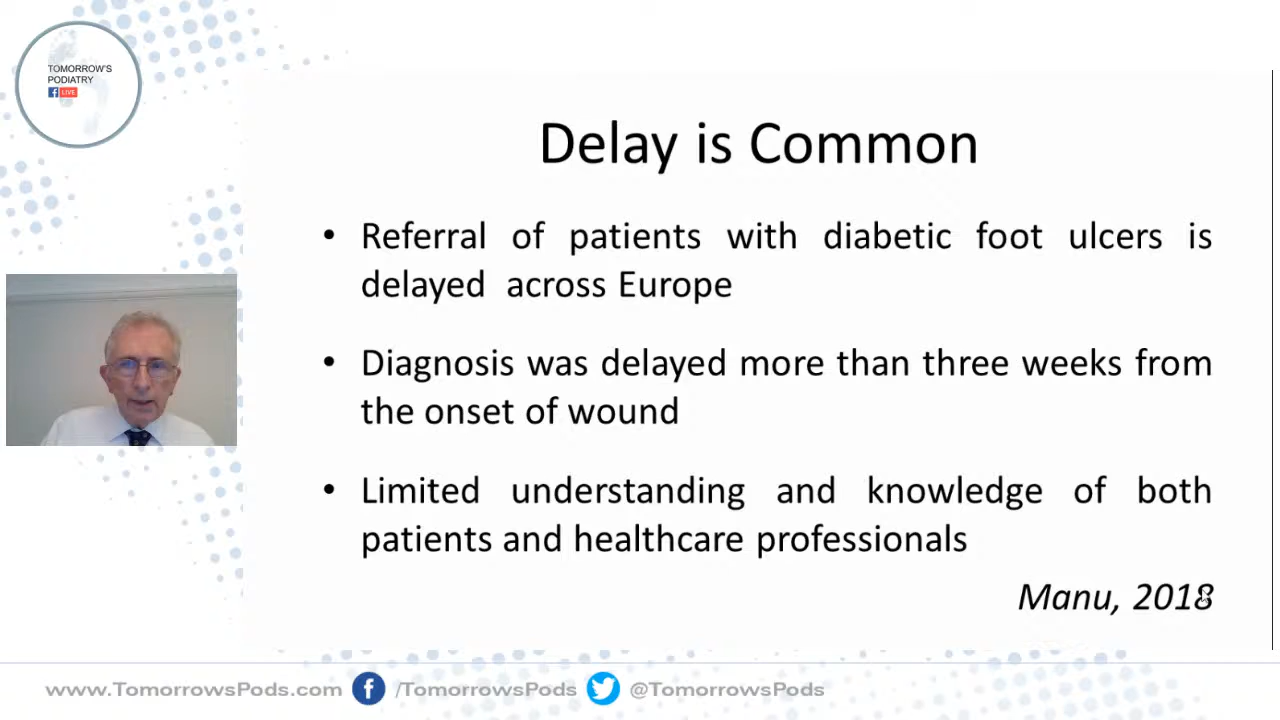 TOMORROW'S
PODIATRY
f LIVE
Delay is Common
• Referral of patients with diabetic foot ulcers is
delayed across Europe
• Diagnosis was delayed more than three weeks from
the onset of wound
• Limited understanding and knowledge of both
patients and healthcare professionals
Manu, 2018
www.TomorrowsPods.com f /TomorrowsPods @TomorrowsPods